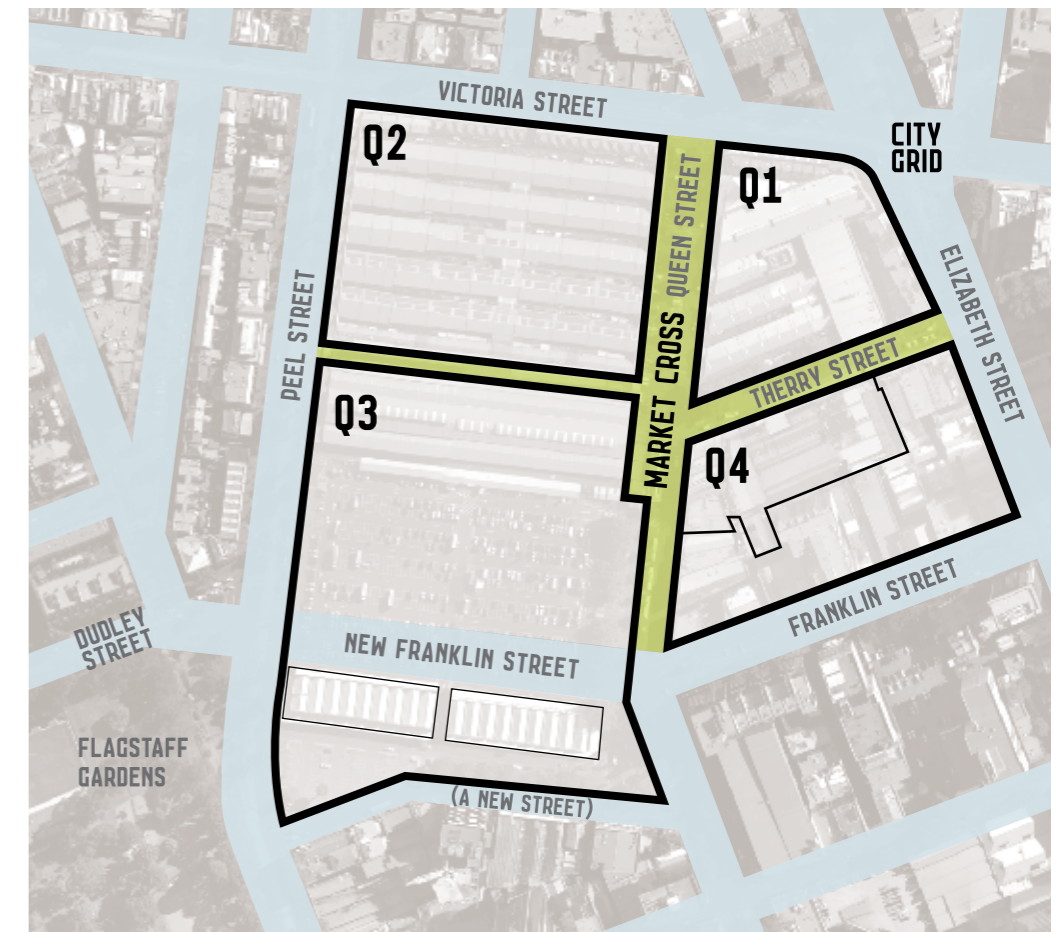 VICTORIA STREET
CITY
GRID
Q2
Q1
QUEEN STREET
PEEL STREET
ELIZABETH STREET
MARKET CROSS
THERRY STREET
Q3
Q4
FRANKLIN STREET
DUDLEY
STREET
NEW FRANKLIN STREET
FLAGSTAFF
GARDENS
(A NEW STREET)